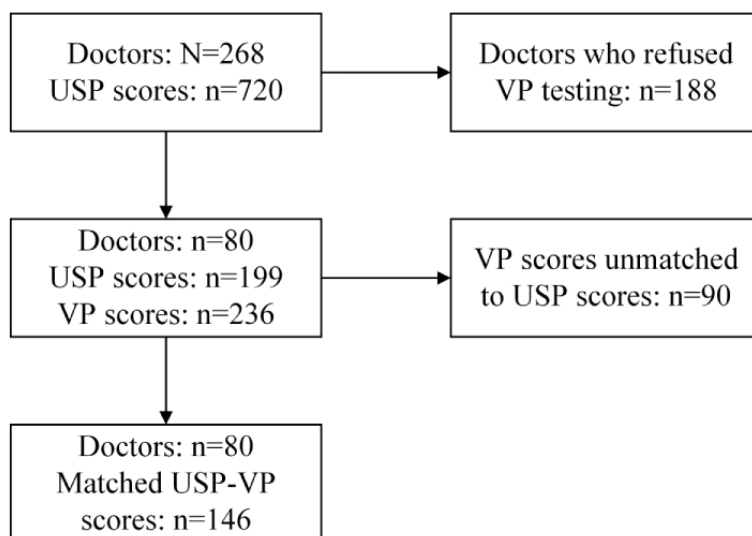 Doctors: N=268
USP scores: n=720
Doctors who refused
VP testing: n=188
Doctors: n=80
USP scores: n=199
VP scores: n=236
VP scores unmatched
to USP scores: n=90
Doctors: n=80
Matched USP-VP
scores: n=146